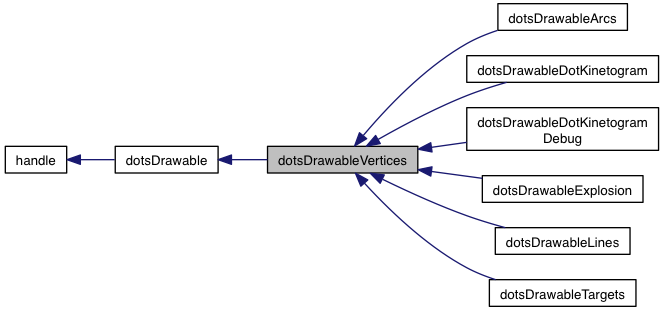 handle
dotsDrawable
dotsDrawableVertices
dotsDrawableArcs
dotsDrawableDotKinetogram
dotsDrawableDotKinetogram
Debug
dotsDrawableExplosion
dotsDrawableLines
dotsDrawableTargets